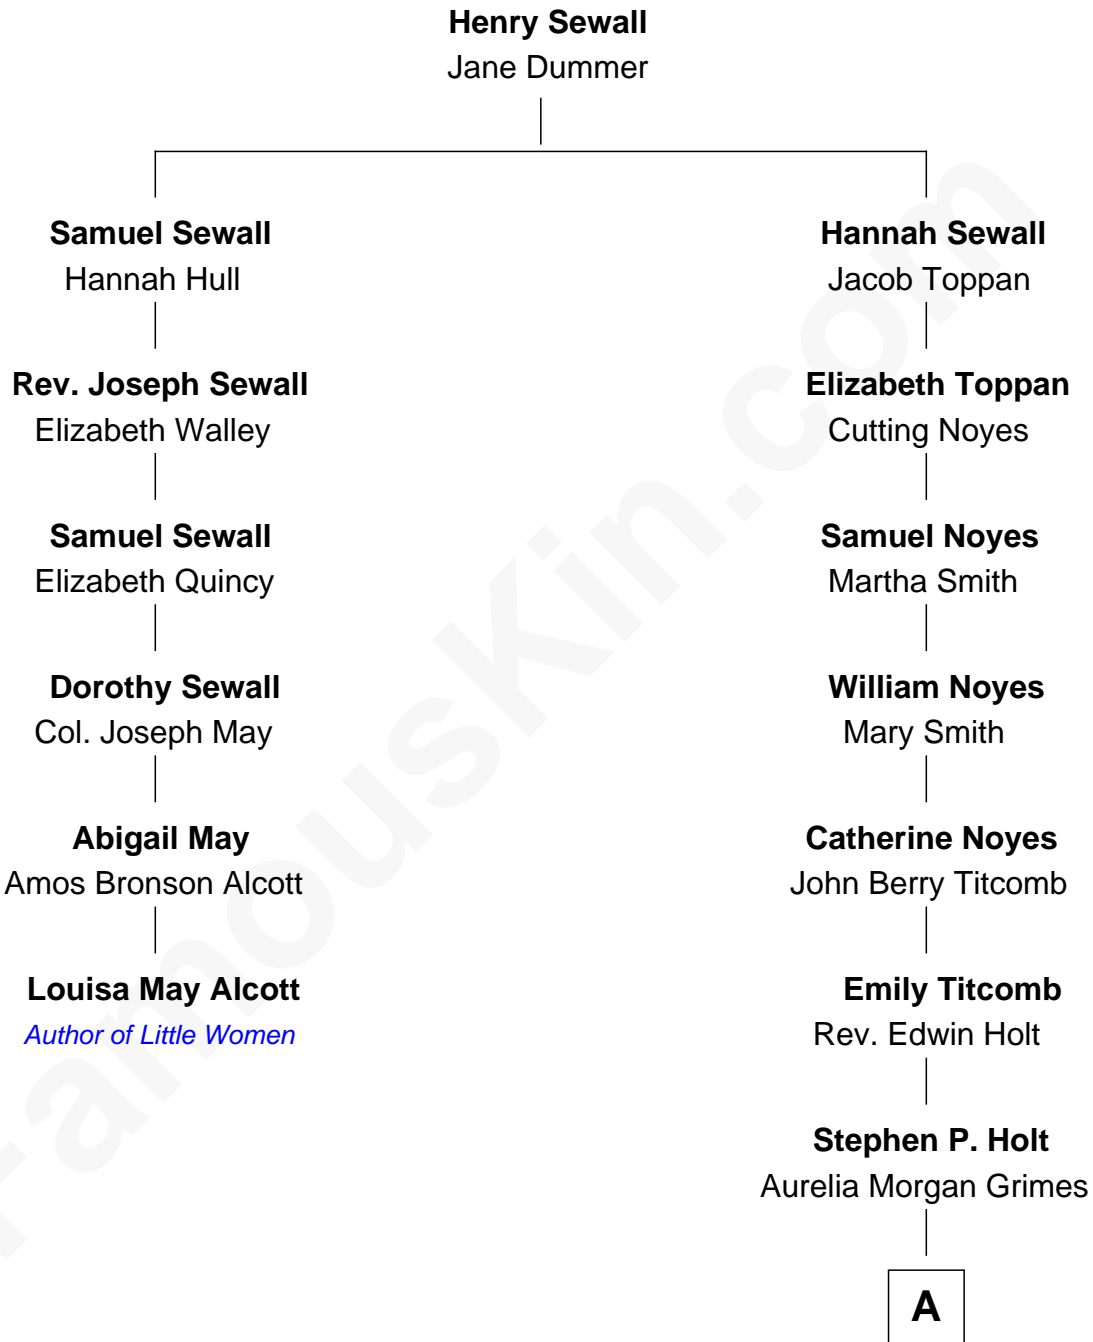 Henry Sewall
Jane Dummer
Samuel Sewall
Hannah Hull
Hannah Sewall
Jacob Toppan
Rev. Joseph Sewall
Elizabeth Walley
Elizabeth Toppan
Cutting Noyes
Samuel Sewall
Elizabeth Quincy
Samuel Noyes
Martha Smith
Dorothy Sewall
Col. Joseph May
William Noyes
Mary Smith
Abigail May
Amos Bronson Alcott
Catherine Noyes
John Berry Titcomb
Louisa May Alcott
Author of Little Women
Emily Titcomb
Rev. Edwin Holt
Stephen P. Holt
Aurelia Morgan Grimes
A
FamousKin.com